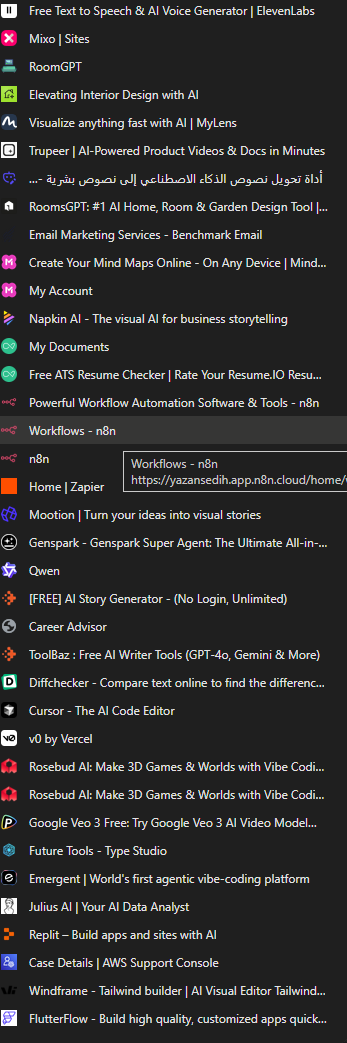 Free Text to Speech & AI Voice Generator | ElevenLabs
Mixo | Sites
RoomGPT
Elevating Interior Design with AI
Visualize anything fast with AI | MyLens
Trupeer | AI-Powered Product Videos & Docs in Minutes
أداة تحويل نصوص الذكاء الاصطناعي إلى نصوص بشرية -...
RoomsGPT: #1 AI Home, Room & Garden Design Tool |...
Email Marketing Services - Benchmark Email
Create Your Mind Maps Online - On Any Device | Mind...
My Account
Napkin AI - The visual AI for business storytelling
My Documents
Free ATS Resume Checker | Rate Your Resume.IO Resu...
Powerful Workflow Automation Software & Tools - n8n
Workflows - n8n
n8n
Workflows - n8n
https://yazansedih.app.n8n.cloud/home/
Home | Zapier
Mootion | Turn your ideas into visual stories
Genspark - Genspark Super Agent: The Ultimate All-in-...
Qwen
[FREE] AI Story Generator - (No Login, Unlimited)
Career Advisor
ToolBaz : Free AI Writer Tools (GPT-4o, Gemini & More)
Diffchecker - Compare text online to find the differenc...
Cursor - The AI Code Editor
v0 by Vercel
Rosebud AI: Make 3D Games & Worlds with Vibe Codi...
Rosebud AI: Make 3D Games & Worlds with Vibe Codi...
Google Veo 3 Free: Try Google Veo 3 AI Video Model...
Future Tools - Type Studio
Emergent | World's first agentic vibe-coding platform
Julius AI | Your AI Data Analyst
Replit – Build apps and sites with AI
Case Details | AWS Support Console
Windframe - Tailwind builder | AI Visual Editor Tailwind...
FlutterFlow - Build high quality, customized apps quick...